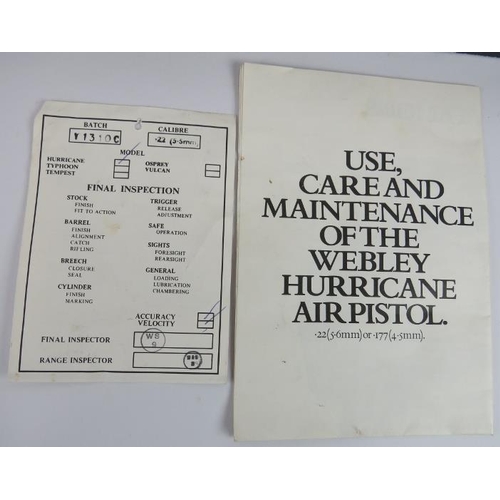 BATCH CALIBRE
V1310C .22 (5.5mm)
MODEL
HURRICANE OSPREY
TYPHOON VULCAN
TEMPEST
FINAL INSPECTION
STOCK
FINISH
FIT TO ACTION
BARREL
FINISH
ALIGNMENT
CATCH
RIFLING
BREECH
CLOSURE
SEAL
CYLINDER
FINISH
MARKING
TRIGGER
RELEASE
ADJUSTMENT
SAFE
OPERATION
SIGHTS
FORESIGHT
REARSIGHT
GENERAL
LOADING
LUBRICATION
CHAMBERING
ACCURACY
VELOCITY
FINAL INSPECTOR WS
RANGE INSPECTOR
USE,
CARE AND
MAINTENANCE
OF THE
WEBLEY
HURRICANE
AIR PISTOL.
·22(5·6mm) or ·177(4·5mm).